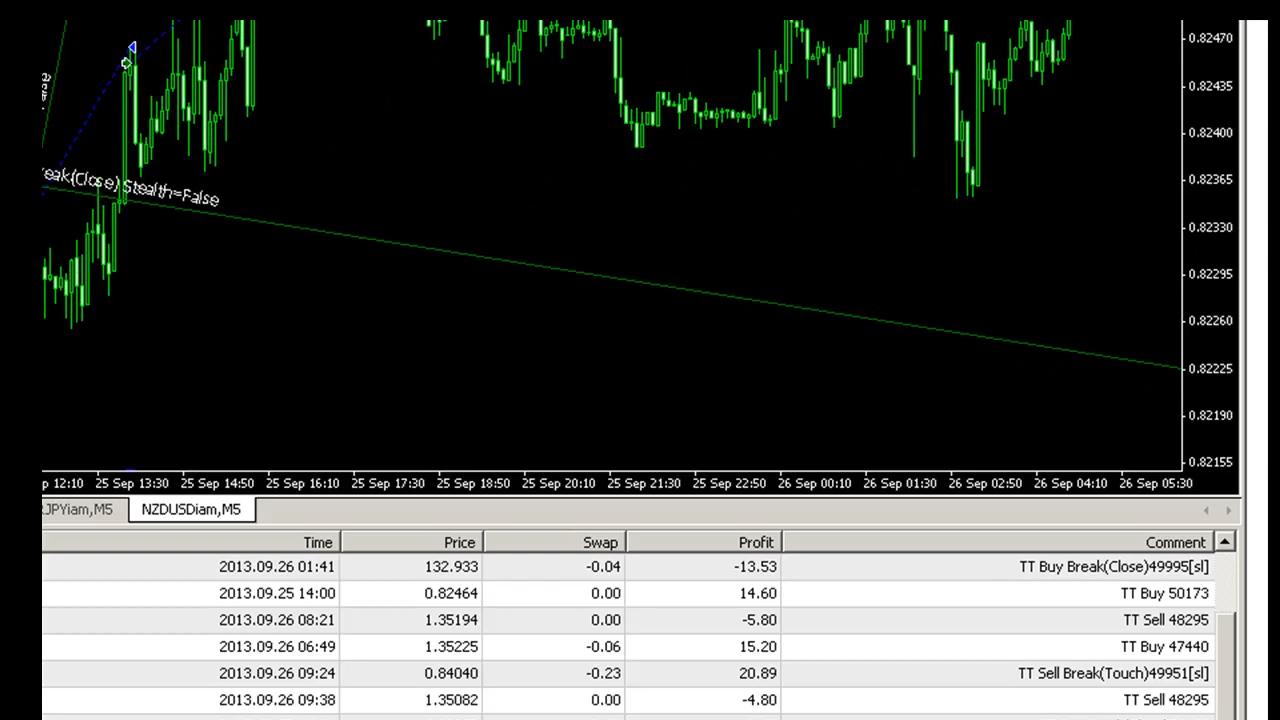 0.82470
0.82435
0.82400
0.82365
0.82330
0.82295
0.82260
0.82225
0.82190
0.82155
alse
reak(Close) Stealth=False
p 12:10 25 Sep 13:30 25 Sep 14:50 25 Sep 16:10 25 Sep 17:30 25 Sep 18:50 25 Sep 20:10 25 Sep 21:30 25 Sep 22:50 26 Sep 00:10 26 Sep 01:30 26 Sep 02:50 26 Sep 04:10 26 Sep 05:30
RJPYiam,M5 NZDUSDiam,M5
Time Price Swap Profit Comment
2013.09.26 01:41 132.933 -0.04 -13.53 TT Buy Break(Close)49995[sl]
2013.09.25 14:00 0.82464 0.00 14.60 TT Buy 50173
2013.09.26 08:21 1.35194 0.00 -5.80 TT Sell 48295
2013.09.26 06:49 1.35225 -0.06 15.20 TT Buy 47440
2013.09.26 09:24 0.84040 -0.23 20.89 TT Sell Break(Touch)49951[sl]
2013.09.26 09:38 1.35082 0.00 -4.80 TT Sell 48295